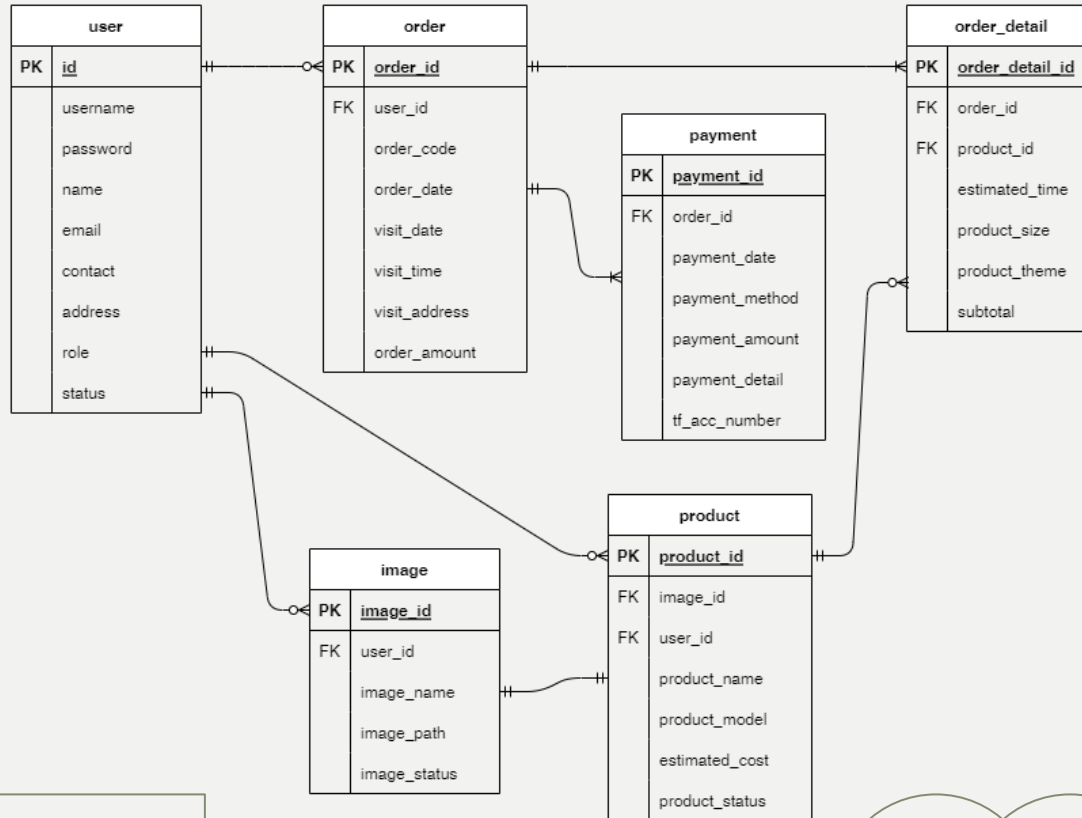 user
PK id
username
password
name
email
contact
address
role
status
order
PK order_id
FK user_id
order_code
order_date
visit_date
visit_time
visit_address
order_amount
order_detail
PK order_detail_id
FK order_id
FK product_id
estimated_time
product_size
product_theme
subtotal
payment
PK payment_id
FK order_id
payment_date
payment_method
payment_amount
payment_detail
tf_acc_number
image
PK image_id
FK user_id
image_name
image_path
image_status
product
PK product_id
FK image_id
FK user_id
product_name
product_model
estimated_cost
product_status